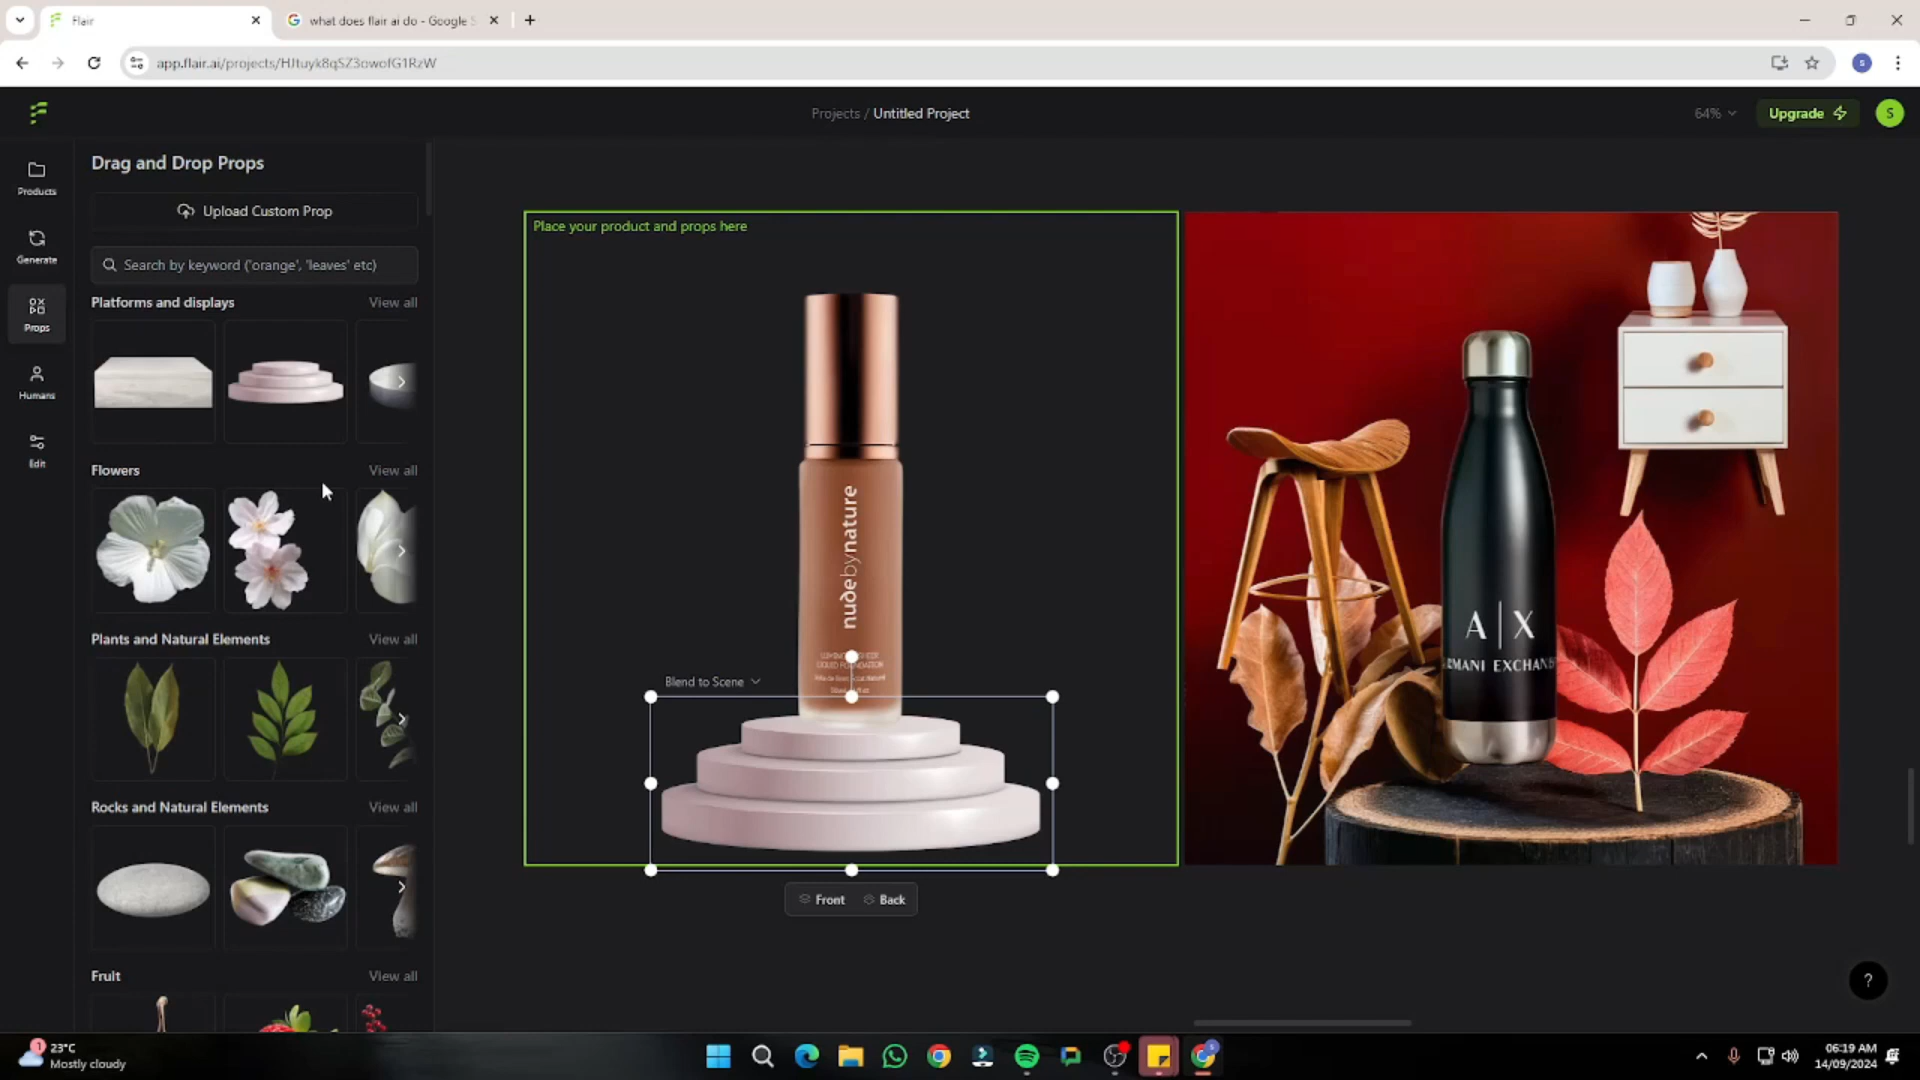 Flair
what does flair ai do - Google S
app.flair.ai/projects/HJtuyk8qSZ3owofG1RzW
S
Projects / Untitled Project
64%
Upgrade
S
Products
Generate
Props
Humans
Edit
Drag and Drop Props
Upload Custom Prop
Search by keyword ('orange', 'leaves' etc)
Platforms and displays
View all
Flowers
View all
Plants and Natural Elements
View all
Rocks and Natural Elements
View all
Fruit
View all
Place your product and props here
nudebynature
LIQUID FOUNDATION
Blend to Scene
Front
Back
A|X
ARMANI EXCHAN
?
1
23°C
Mostly cloudy
S
06:19 AM
14/09/2024